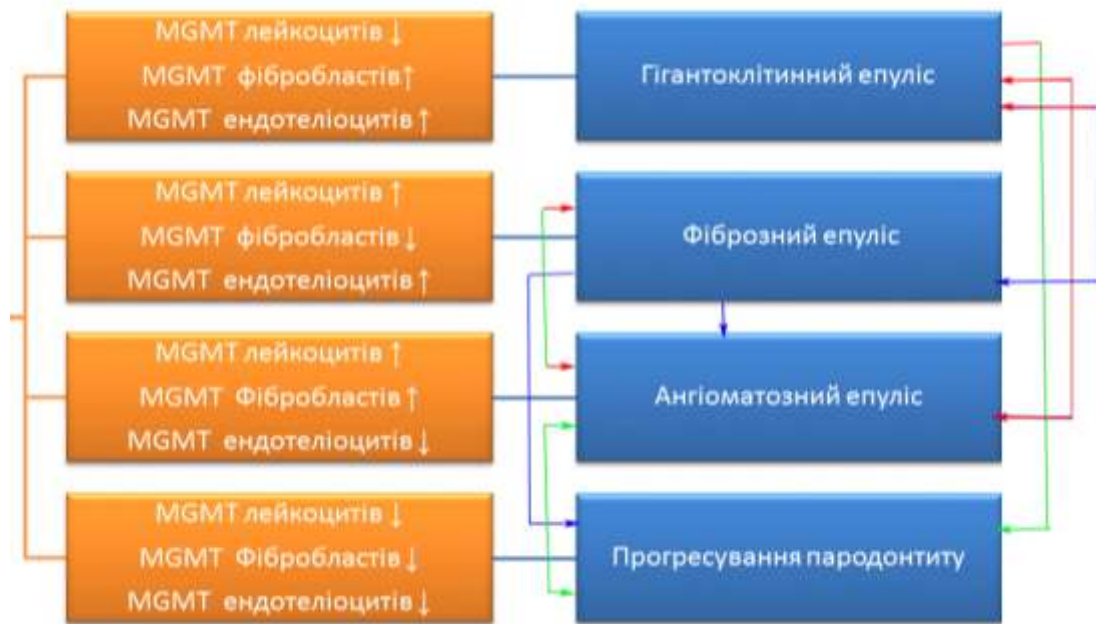 MGMT лейкоцитів ↓
MGMT фібробластів↑
MGMT ендотеліоцитів ↑
Гігантоклітинний епуліс
MGMT лейкоцитів ↑
MGMT фібробластів↓
MGMT ендотеліоцитів ↑
Фіброзний епуліс
MGMT лейкоцитів ↑
MGMT Фібробластів ↑
MGMT ендотеліоцитів ↓
Ангіоматозний епуліс
MGMT лейкоцитів ↓
MGMT Фібробластів ↓
MGMT ендотеліоцитів ↓
Прогресування пародонтиту